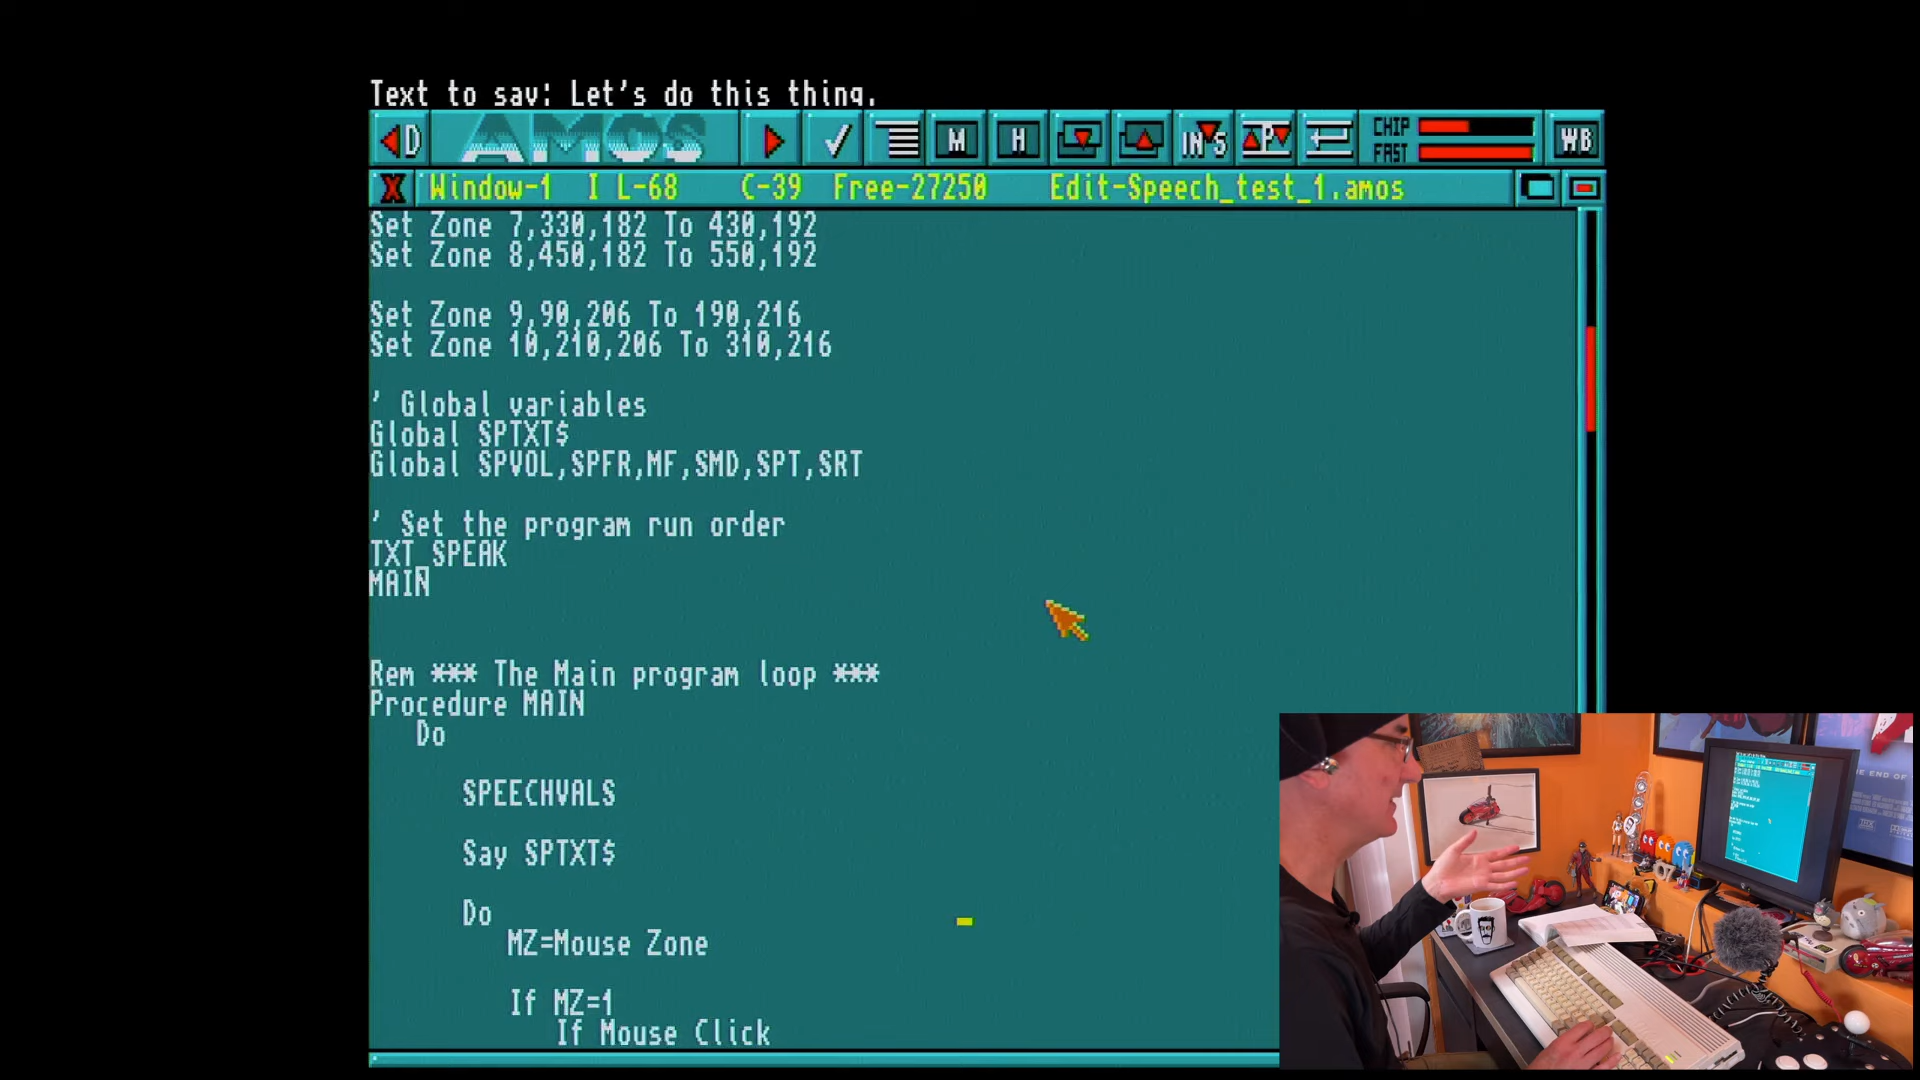 Text to say: Let's do this thing.
D AMOS M H INS P CHIP FAST WB
X Window-1 I L-68 C-39 Free-27250 Edit-Speech_test_1.amos
Set Zone 7,330,182 To 430,192
Set Zone 8,450,182 To 550,192
Set Zone 9,90,206 To 190,216
Set Zone 10,210,206 To 310,216
' Global variables
Global SPTXT$
Global SPVOL,SPFR,MF,SMD,SPT,SRT
' Set the program run order
TXT_SPEAK
MAIN
Rem *** The Main program loop ***
Procedure MAIN
Do
SPEECHVALS
Say SPTXT$
Do
MZ=Mouse Zone
If MZ=1
If Mouse Click
THE END OF